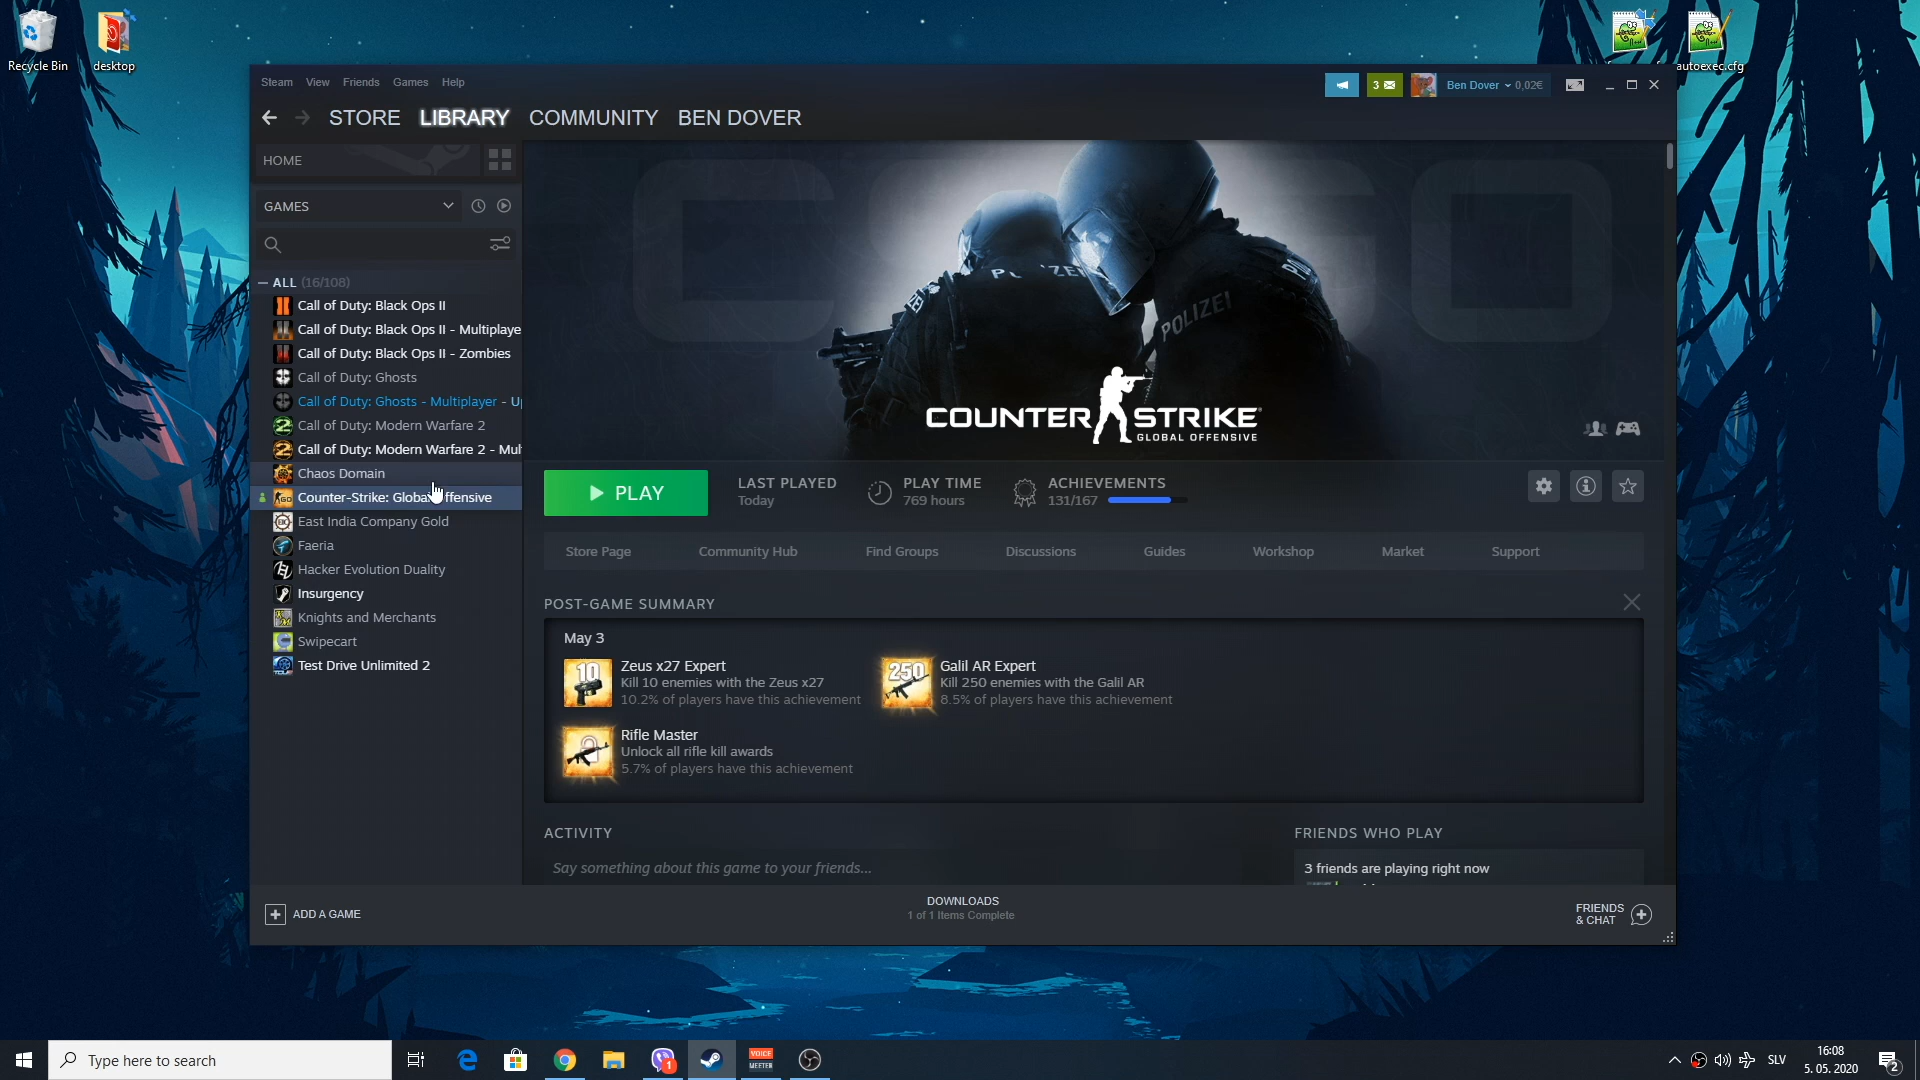 Recycle Bin
desktop
autoexec.cfg
Steam View Friends Games Help
3
Ben Dover 0,02€
STORE LIBRARY COMMUNITY BEN DOVER
HOME
GAMES
ALL (16/108)
Call of Duty: Black Ops II
Call of Duty: Black Ops II - Multiplaye
Call of Duty: Black Ops II - Zombies
Call of Duty: Ghosts
Call of Duty: Ghosts - Multiplayer - Up
Call of Duty: Modern Warfare 2
Call of Duty: Modern Warfare 2 - Mul
Chaos Domain
Counter-Strike: Global ffensive
East India Company Gold
Faeria
Hacker Evolution Duality
Insurgency
Knights and Merchants
Swipecart
Test Drive Unlimited 2
POLIZEI
COUNTER STRIKE
GLOBAL OFFENSIVE
PLAY
LAST PLAYED
Today
PLAY TIME
769 hours
ACHIEVEMENTS
131/167
Store Page Community Hub Find Groups Discussions Guides Workshop Market Support
POST-GAME SUMMARY
May 3
10
Zeus x27 Expert
Kill 10 enemies with the Zeus x27
10.2% of players have this achievement
250
Galil AR Expert
Kill 250 enemies with the Galil AR
8.5% of players have this achievement
Rifle Master
Unlock all rifle kill awards
5.7% of players have this achievement
ACTIVITY
Say something about this game to your friends...
FRIENDS WHO PLAY
3 friends are playing right now
ADD A GAME
DOWNLOADS
1 of 1 Items Complete
FRIENDS
& CHAT
Type here to search
1
VOICE
MEETER
SLV
16:08
5. 05. 2020
2